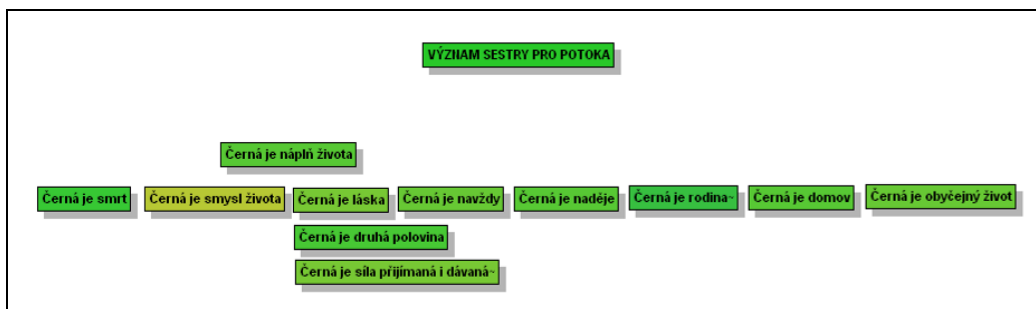 VÝZNAM SESTRY PRO POTOKA
Černá je náplň života
Černá je smrt
Černá je smysl života
Černá je láska
Černá je navždy
Černá je naděje
Černá je rodina~
Černá je domov
Černá je obyčejný život
Černá je druhá polovina
Černá je síla přijímaná i dávaná~